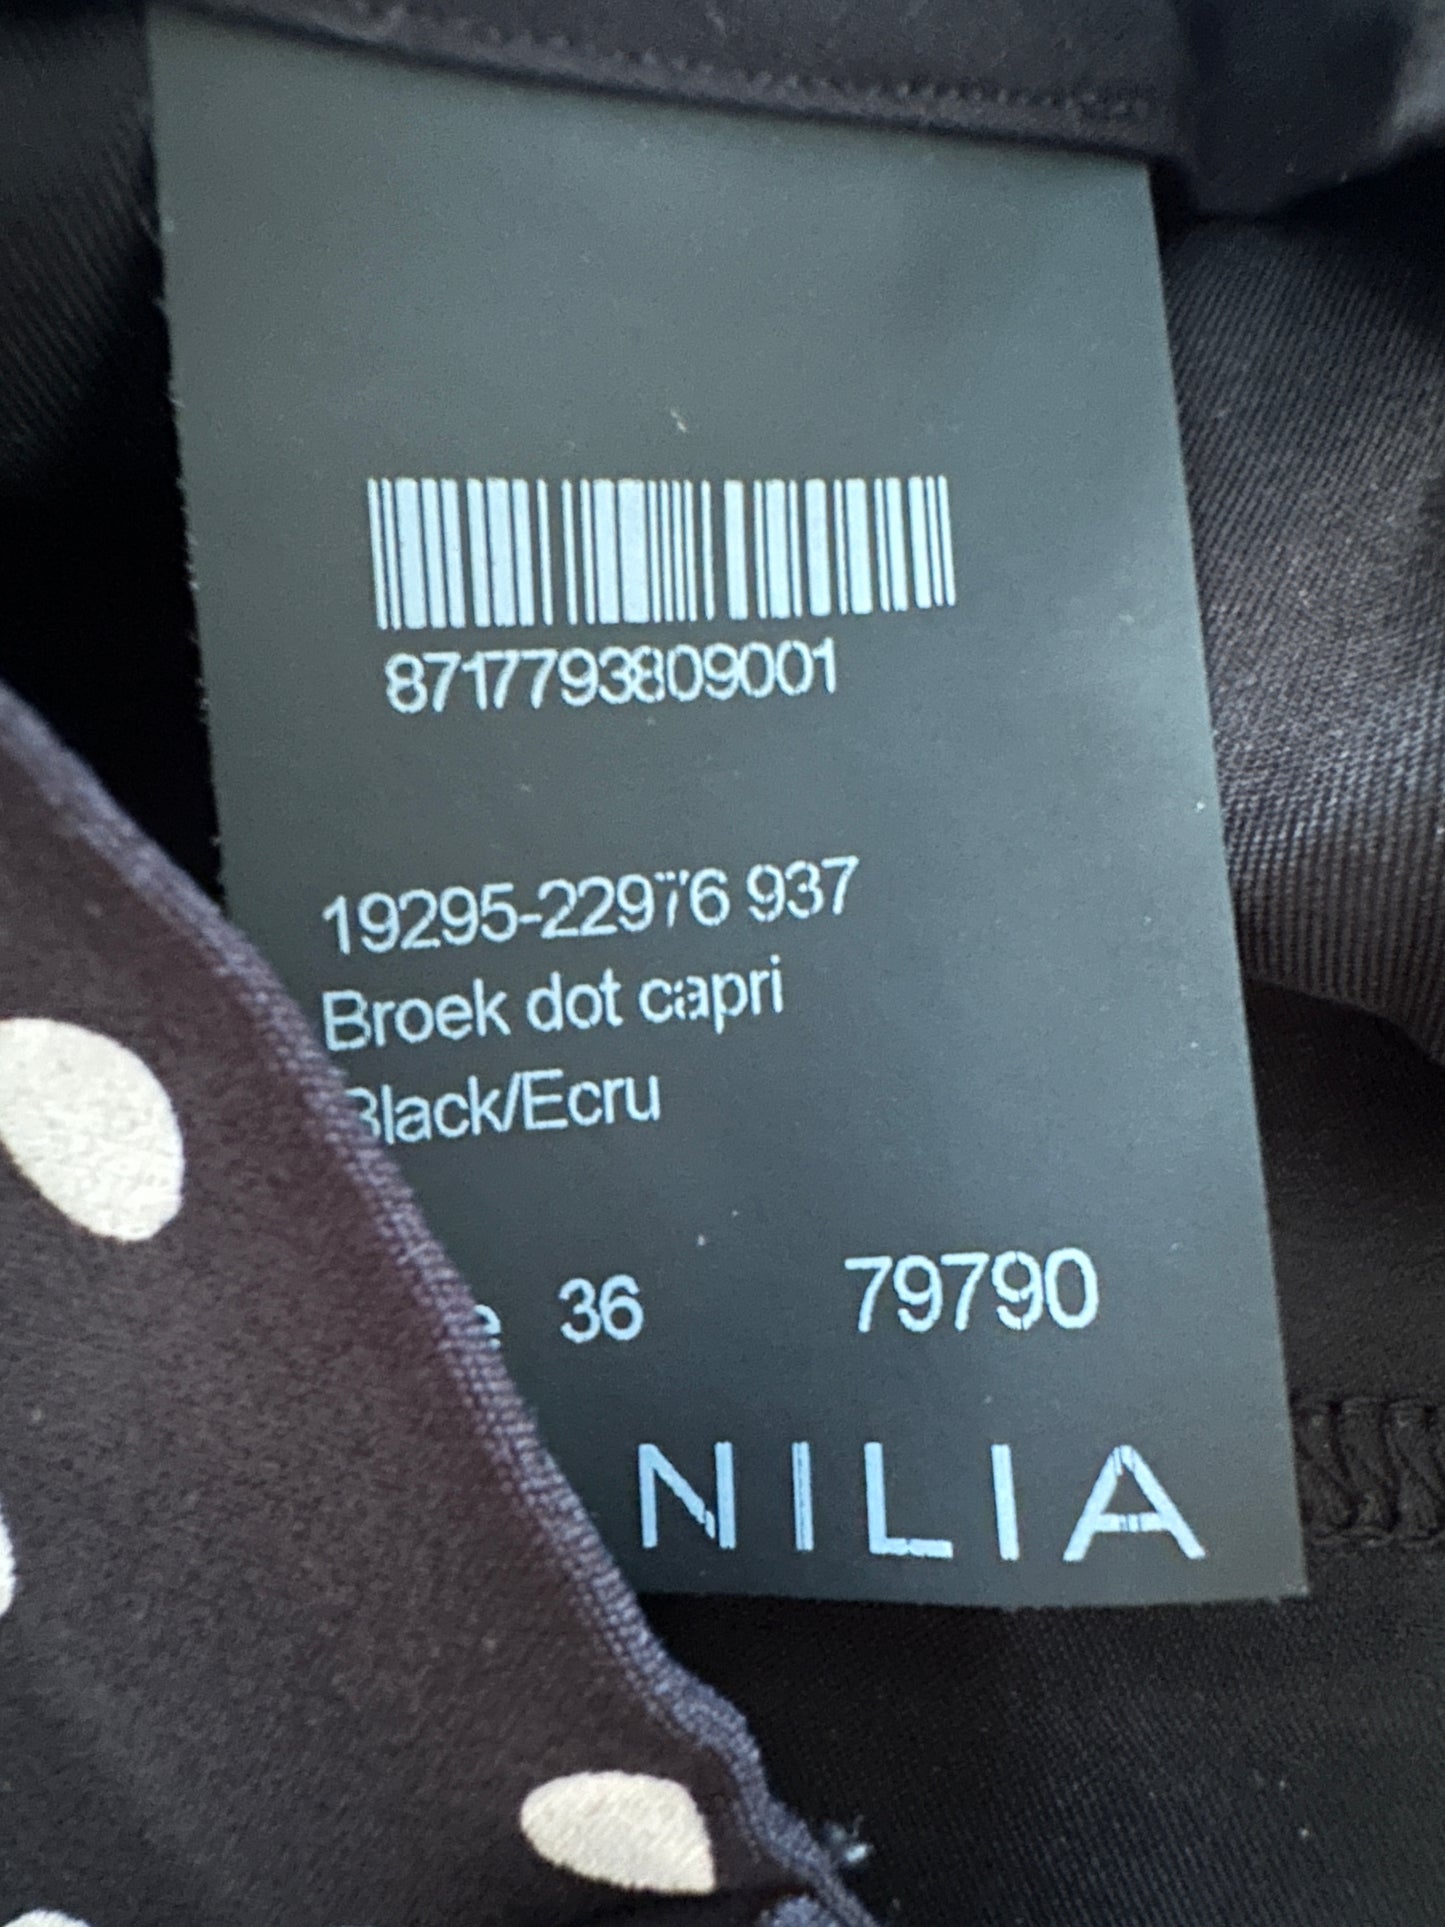 8717793809001
19295-22976 937
Broek dot capri
Black/Ecru
36 79790
NILIA